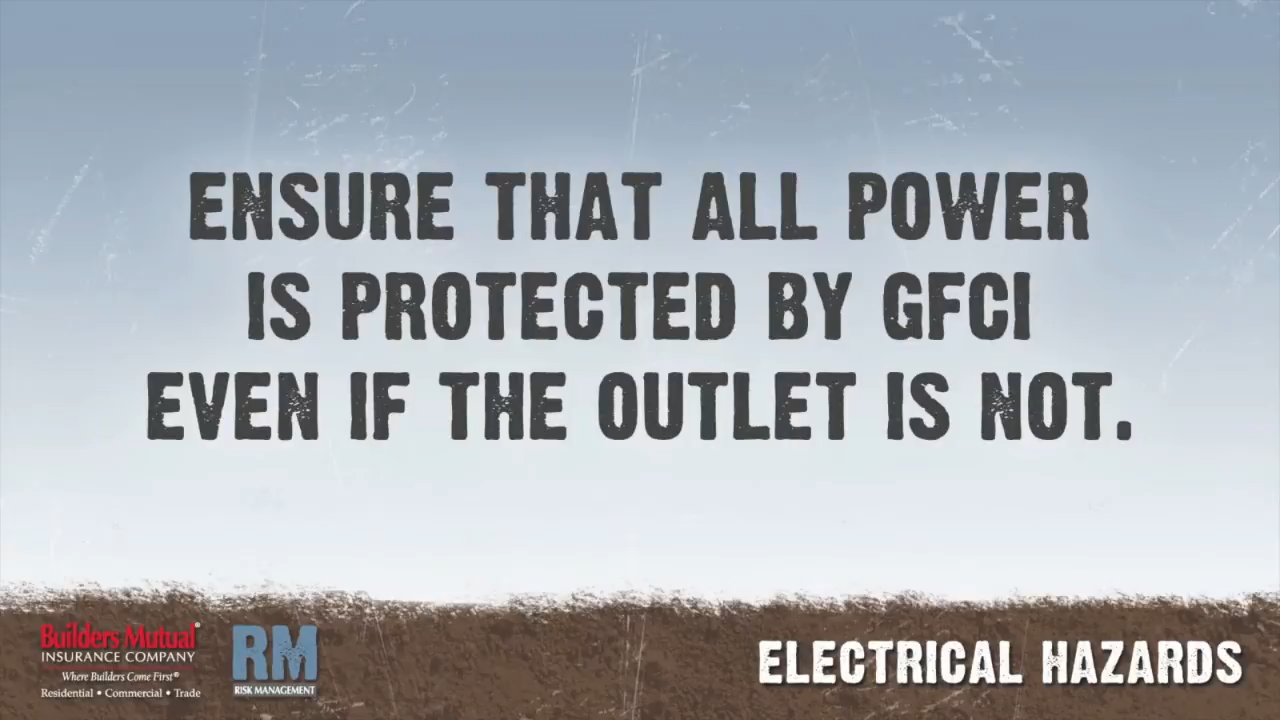 ENSURE THAT ALL POWER
IS PROTECTED BY GFCI
EVEN IF THE OUTLET IS NOT.
Builders Mutual®
INSURANCE COMPANY
Where Builders Come First®
Residential • Commercial • Trade
RM
RISK MANAGEMENT
ELECTRICAL HAZARDS